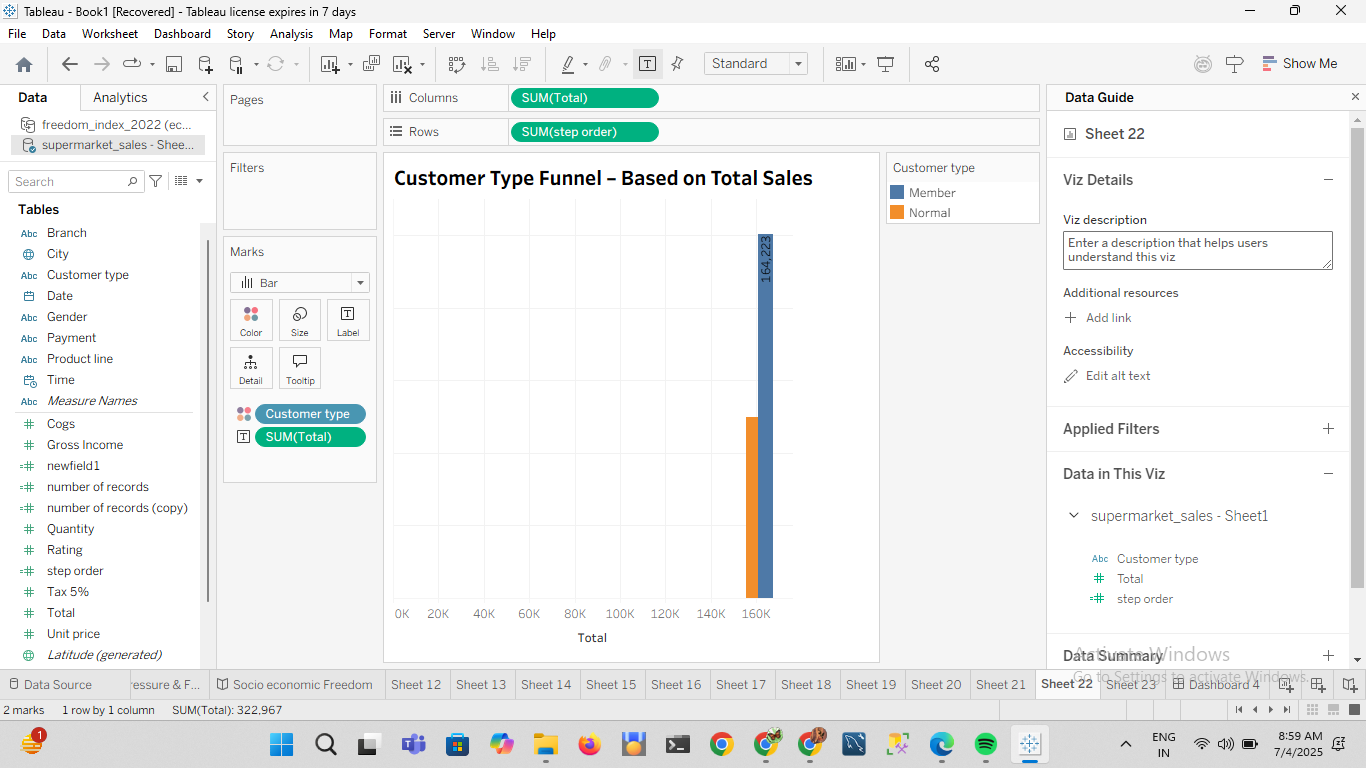 Tableau - Book1 [Recovered] - Tableau license expires in 7 days
File Data Worksheet Dashboard Story Analysis Map Format Server Window Help
Standard
Show Me
Data Analytics
freedom_index_2022 (ec...
supermarket_sales - Shee...
Search
Tables
Abc Branch
City
Abc Customer type
Date
Abc Gender
Abc Payment
Abc Product line
Time
Abc Measure Names
Cogs
Gross Income
newfield1
number of records
number of records (copy)
Quantity
Rating
step order
Tax 5%
Total
Unit price
Latitude (generated)
Pages
Filters
Marks
Bar
Color Size Label
Detail Tooltip
Customer type
SUM(Total)
Columns SUM(Total)
Rows SUM(step order)
Customer Type Funnel – Based on Total Sales
164,223
0K 20K 40K 60K 80K 100K 120K 140K 160K
Total
Customer type
Member
Normal
Data Guide
Sheet 22
Viz Details
Viz description
Enter a description that helps users
understand this viz
Additional resources
Add link
Accessibility
Edit alt text
Applied Filters
Data in This Viz
supermarket_sales - Sheet1
Abc Customer type
Total
step order
Data Summary
Activate Windows
Go to Settings to activate Windows.
Data Source ressure & F... Socio economic Freedom Sheet 12 Sheet 13 Sheet 14 Sheet 15 Sheet 16 Sheet 17 Sheet 18 Sheet 19 Sheet 20 Sheet 21 Sheet 22 Sheet 23 Dashboard 4
2 marks 1 row by 1 column SUM(Total): 322,967
1
ENG
IN
8:59 AM
7/4/2025